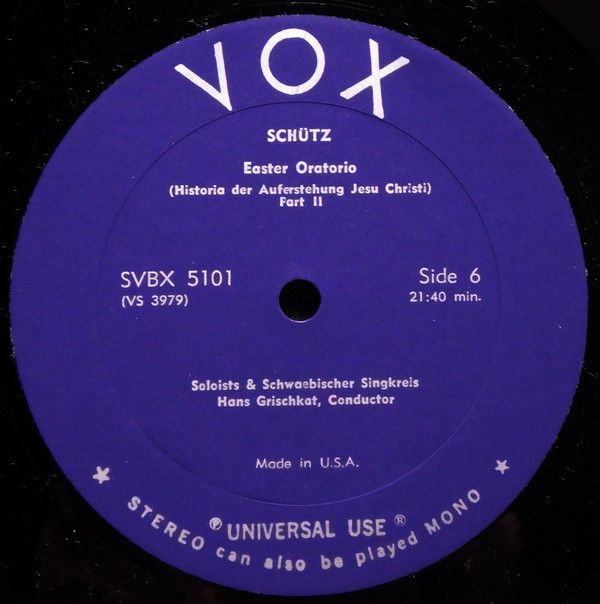 VOX
SCHÜTZ
Easter Oratorio
(Historia der Auferstehung Jesu Christi)
Part II
SVBX 5101
(VS 3979)
Side 6
21:40 min.
Soloists & Schwaebischer Singkreis
Hans Grischkat, Conductor
Made in U.S.A.
℗ UNIVERSAL USE ®
★ STEREO can also be played MONO ★